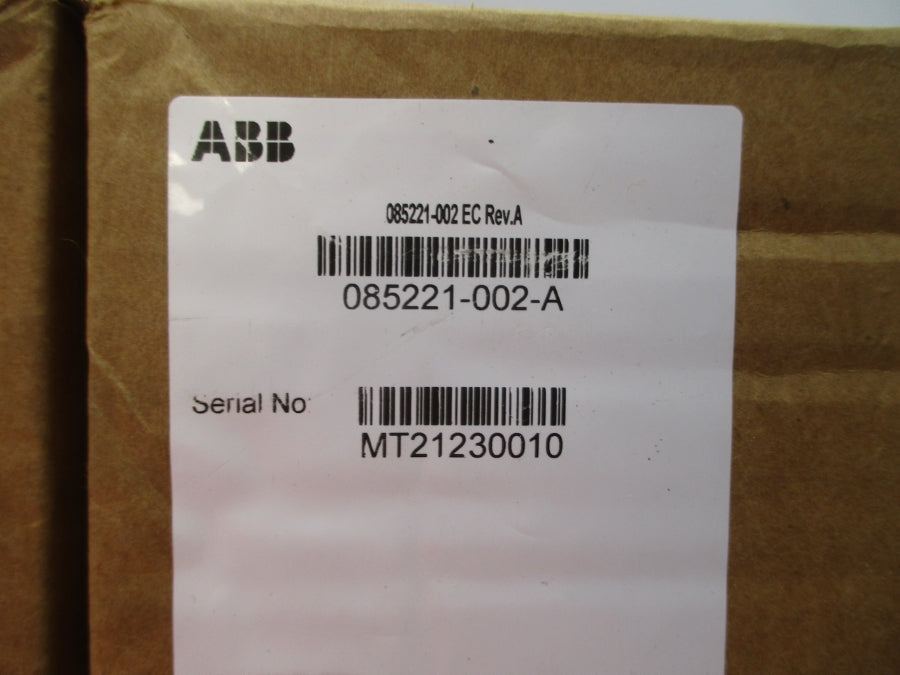 ABB
085221-002 EC Rev.A
085221-002-A
Serial No:
MT21230010